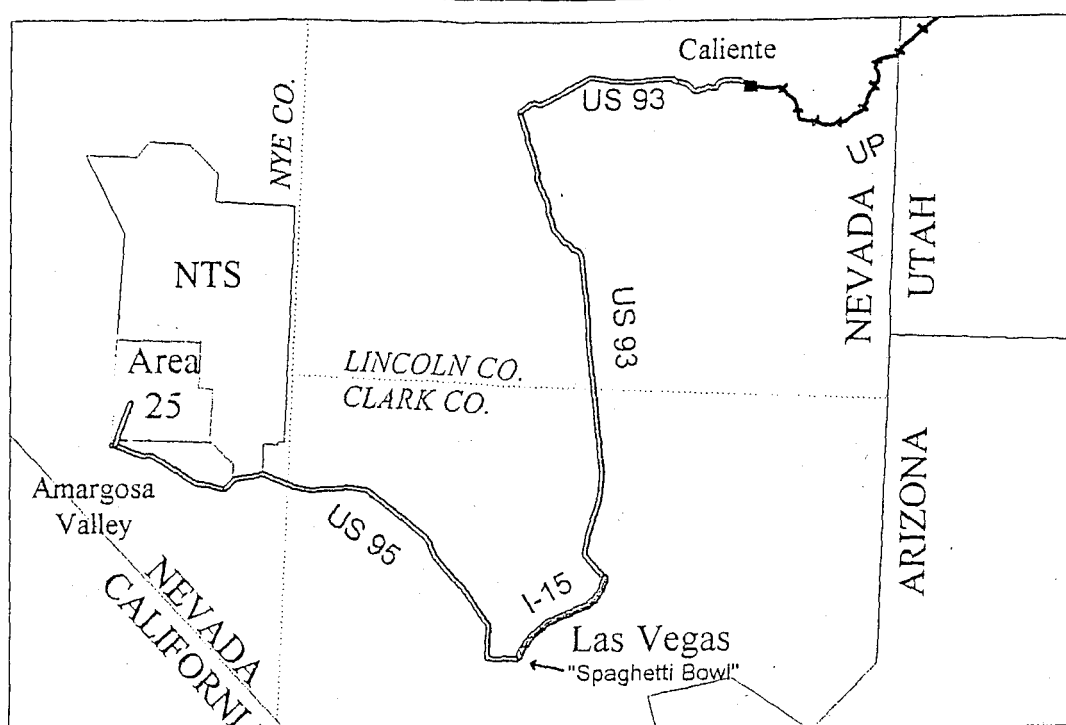 Caliente
US 93
UP
NYE CO.
NEVADA
UTAH
NTS
US 93
Area
25
LINCOLN CO.
CLARK CO.
ARIZONA
Amargosa
Valley
US 95
I-15
NEVADA
CALIFORNI
Las Vegas
"Spaghetti Bowl"